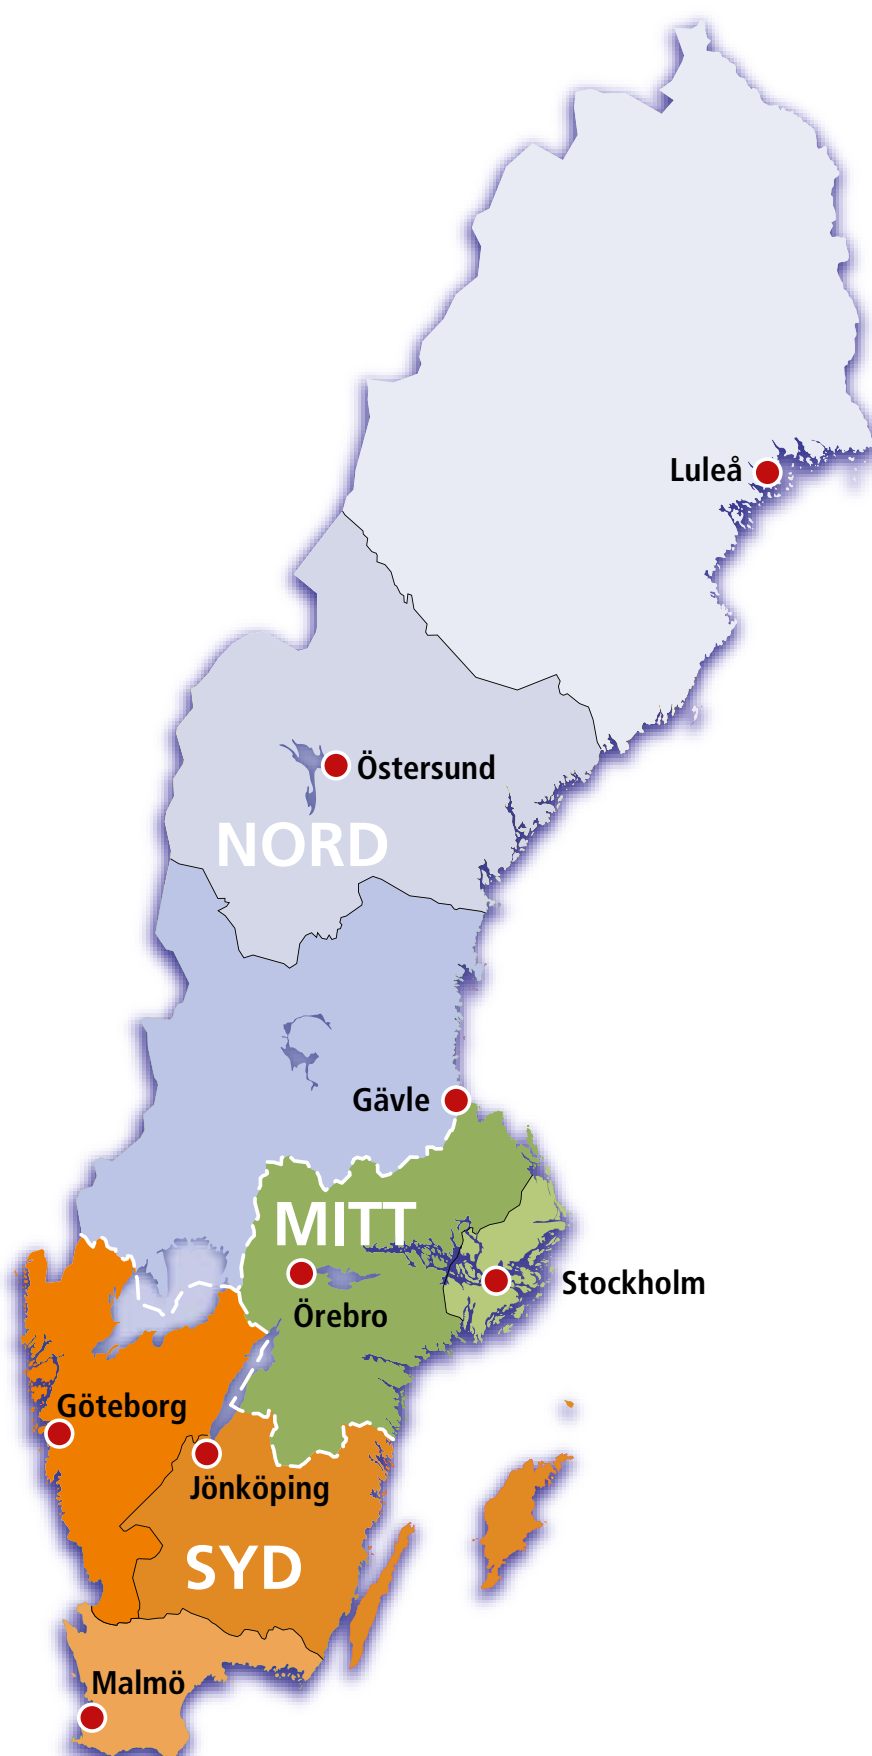 Luleå
Östersund
NORD
Gävle
MITT
Stockholm
Örebro
Göteborg
Jönköping
SYD
Malmö